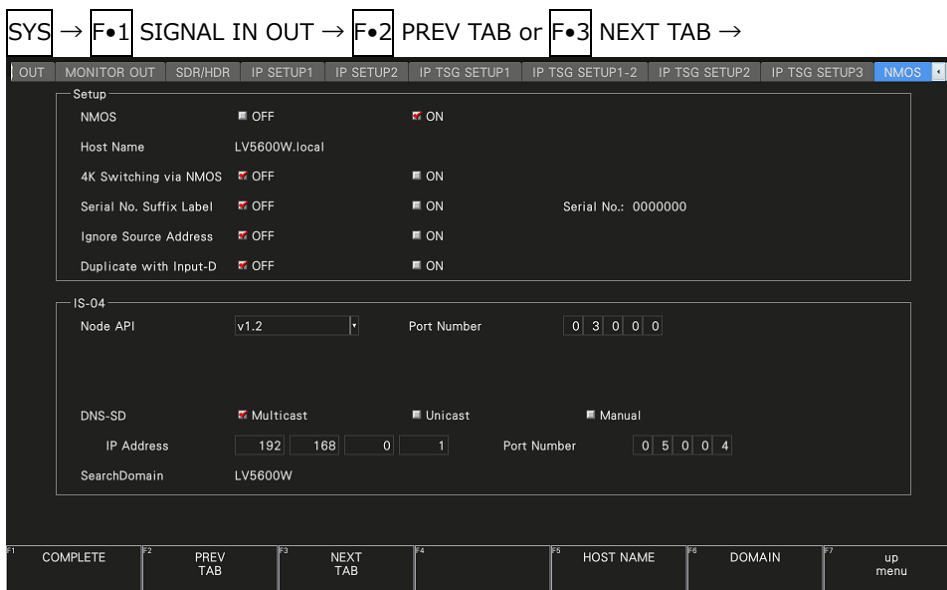 SYS → F•1 SIGNAL IN OUT → F•2 PREV TAB or F•3 NEXT TAB →
OUT MONITOR OUT SDR/HDR IP SETUP1 IP SETUP2 IP TSG SETUP1 IP TSG SETUP1-2 IP TSG SETUP2 IP TSG SETUP3 NMOS
Setup
NMOS OFF ON
Host Name LV5600W.local
4K Switching via NMOS OFF ON
Serial No. Suffix Label OFF ON Serial No.: 0000000
Ignore Source Address OFF ON
Duplicate with Input-D OFF ON
IS-04
Node API v1.2 Port Number 0 3 0 0 0
DNS-SD Multicast Unicast Manual
IP Address 192 168 0 1 Port Number 0 5 0 0 4
SearchDomain LV5600W
F1 COMPLETE F2 PREV TAB F3 NEXT TAB F4 F5 HOST NAME F6 DOMAIN F7 up menu